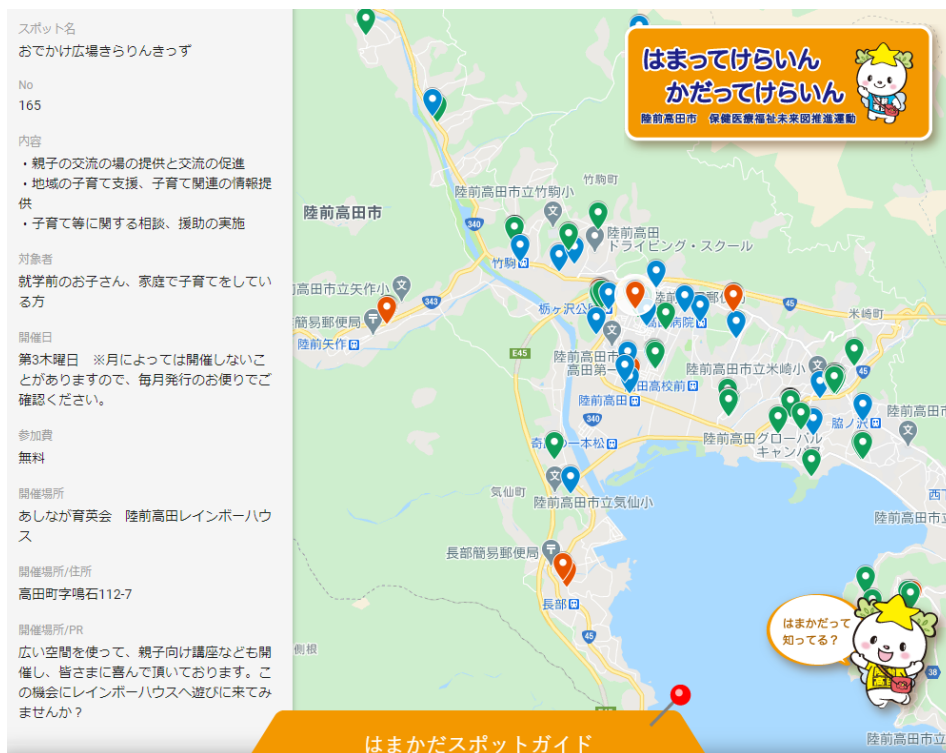 スポット名
おでかけ広場きらりんきっず
No
165
内容
・親子の交流の場の提供と交流の促進
・地域の子育て支援、子育て関連の情報提
供
・子育て等に関する相談、援助の実施
対象者
就学前のお子さん、家庭で子育てをしてい
る方
開催日
第3木曜日　※月によっては開催しないこ
とがありますので、毎月発行のお便りでご
確認ください。
参加費
無料
開催場所
あしなが育英会　陸前高田レインボーハウ
ス
開催場所/住所
高田町字鳴石112-7
開催場所/PR
広い空間を使って、親子向け講座なども開
催し、皆さまに喜んで頂いております。こ
の機会にレインボーハウスへ遊びに来てみ
ませんか？
はまってけらいん
かだってけらいん
陸前高田市　保健医療福祉未来図推進運動
竹駒町
陸前高田市立竹駒小
陸前高田市
340
陸前高田
ドライビング・スクール
竹駒
高田市立矢作小
343
簡易郵便局
陸前矢作
栃ヶ沢公
45
米崎町
E45
陸前高田市
高田第一
高田高校前
陸前高田市立米崎小
45
陸前高田
340
脇ノ沢
陸前高田市
陸前高田グローバル
キャンパス
一本松
気仙町
陸前高田市立気仙小
西
陸前高田市立
長部簡易郵便局
長部
45
側根
はまかだって
知ってる？
38
陸前高田市立
はまかだスポットガイド